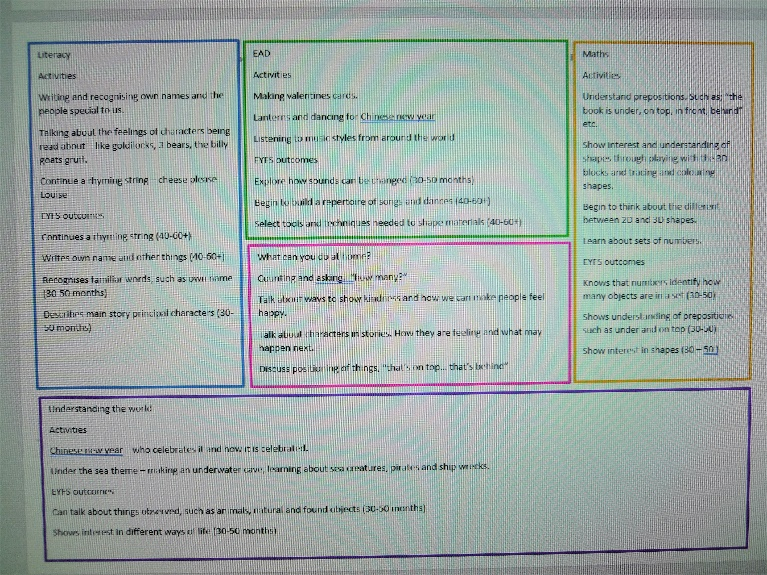 Literacy
Activities
Writing and recognising own names and the
people special to us.
Talking about the feelings of characters being
read about – like goldilocks, 3 bears, the billy
goats gruff.
Continue a rhyming string – cheese please
Louise
EYFS outcomes
Continues a rhyming string (40-60+)
Writes own name and other things (40-60+)
Recognises familiar words, such as own name
(30-50 months)
Describes main story principal characters (30-
50 months)
EAD
Activities
Making valentines cards.
Lanterns and dancing for Chinese new year
Listening to music styles from around the world
EYFS outcomes
Explore how sounds can be changed (30-50 months)
Begin to build a repertoire of songs and dances (40-60+)
Select tools and techniques needed to shape materials (40-60+)
What can you do at home?
Counting and asking, "how many?"
Talk about ways to show kindness and how we can make people feel
happy.
Talk about characters in stories. How they are feeling and what may
happen next.
Discuss positioning of things, "that's on top... that's behind"
Maths
Activities
Understand prepositions. Such as; "the
book is under, on top, in front, behind"
etc.
Show interest and understanding of
shapes through playing with the 3D
blocks and tracing and colouring
shapes.
Begin to think about the different
between 2D and 3D shapes.
Learn about sets of numbers.
EYFS outcomes
Knows that numbers identify how
many objects are in a set (30-50)
Shows understanding of prepositions
such as under and on top (30-50)
Show interest in shapes (30 – 50)
Understanding the world
Activities
Chinese new year – who celebrates it and how it is celebrated.
Under the sea theme – making an underwater cave, learning about sea creatures, pirates and ship wrecks.
EYFS outcomes
Can talk about things observed, such as animals, natural and found objects (30-50 months)
Shows interest in different ways of life (30-50 months)